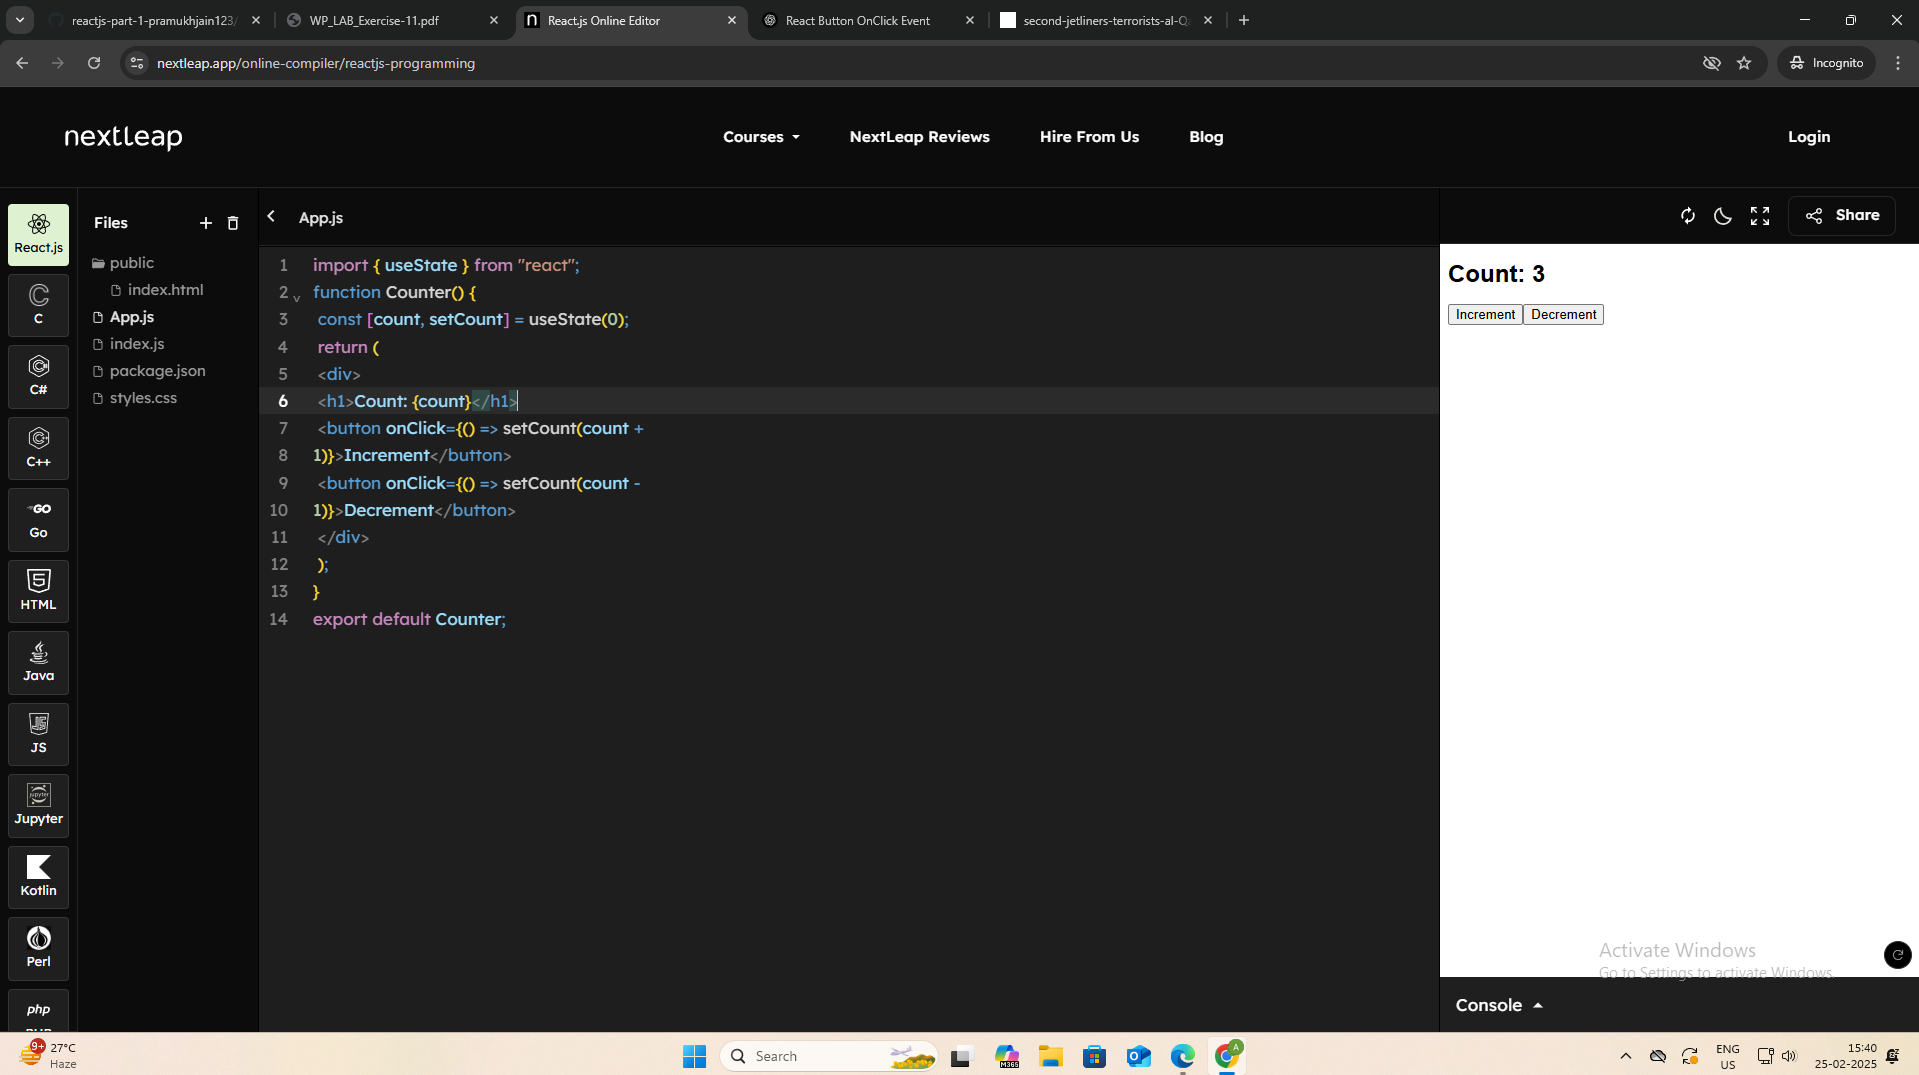 reactjs-part-1-pramukhjain123/
WP_LAB_Exercise-11.pdf
n React.js Online Editor
React Button OnClick Event
second-jetliners-terrorists-al-Qa
nextleap.app/online-compiler/reactjs-programming
Incognito
nextleap
Courses
NextLeap Reviews
Hire From Us
Blog
Login
React.js
C
C#
C++
GO
Go
HTML
Java
JS
Jupyter
Kotlin
Perl
php
Files
public
index.html
App.js
index.js
package.json
styles.css
App.js
1 import { useState } from "react";
2 function Counter() {
3 const [count, setCount] = useState(0);
4 return (
5 <div>
6 <h1>Count: {count}</h1>
7 <button onClick={() => setCount(count +
8 1)}>Increment</button>
9 <button onClick={() => setCount(count -
10 1)}>Decrement</button>
11 </div>
12 );
13 }
14 export default Counter;
Share
Count: 3
Increment
Decrement
Activate Windows
Go to Settings to activate Windows.
Console
9+
27°C
Haze
Search
M365
A
ENG
US
15:40
25-02-2025